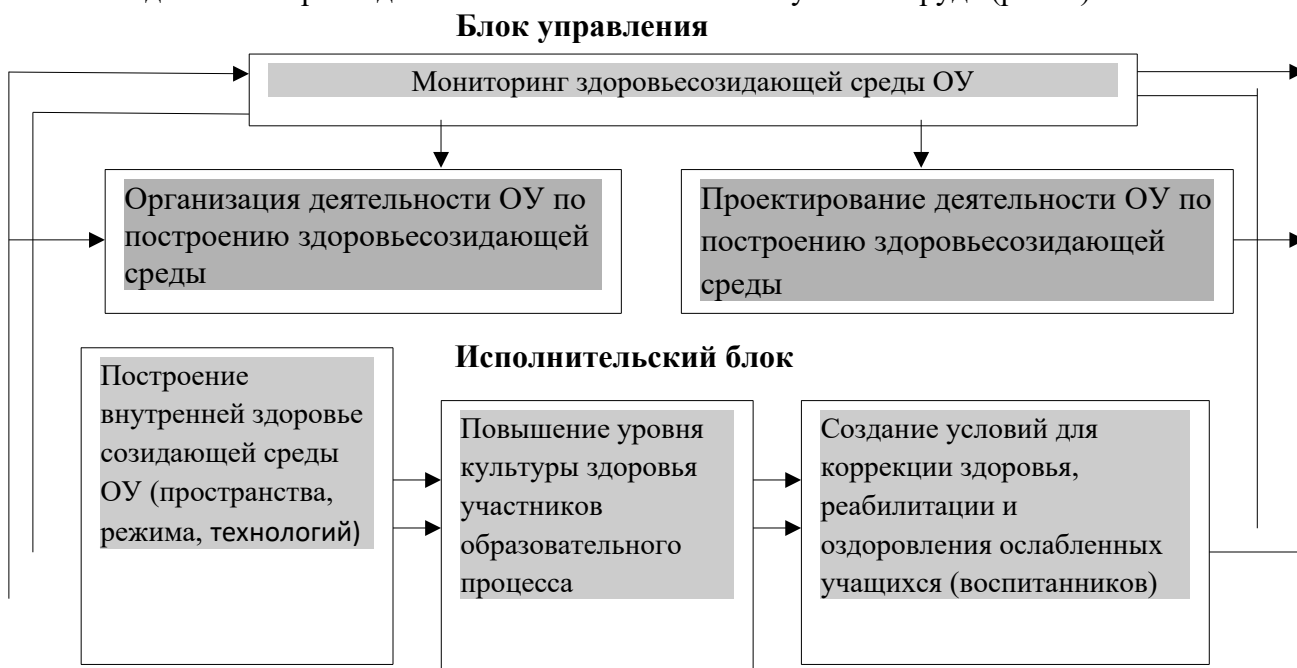 Блок управления
Мониторинг здоровьесозидающей среды ОУ
Организация деятельности ОУ по
построению здоровьесозидающей
среды
Проектирование деятельности ОУ по
построению здоровьесозидающей
среды
Исполнительский блок
Построение
внутренней здоровье
созидающей среды
ОУ (пространства,
режима, технологий)
Повышение уровня
культуры здоровья
участников
образовательного
процесса
Создание условий для
коррекции здоровья,
реабилитации и
оздоровления ослабленных
учащихся (воспитанников)